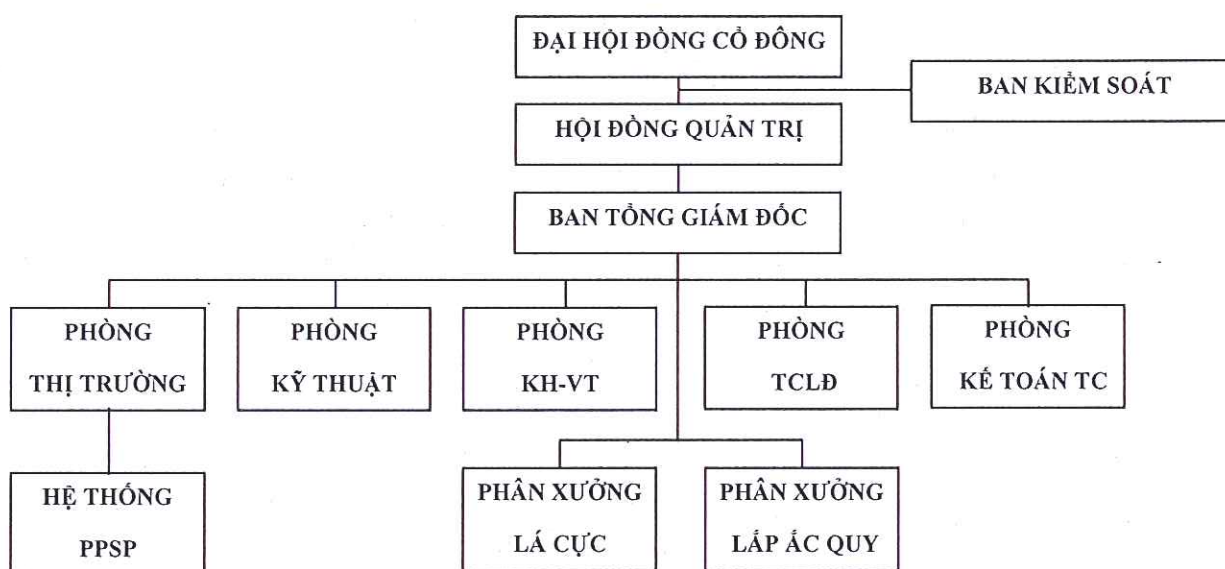 ĐẠI HỘI ĐỒNG CỔ ĐÔNG
BAN KIỂM SOÁT
HỘI ĐỒNG QUẢN TRỊ
BAN TỔNG GIÁM ĐỐC
PHÒNG
THỊ TRƯỜNG
PHÒNG
KỸ THUẬT
PHÒNG
KH-VT
PHÒNG
TCLĐ
PHÒNG
KẾ TOÁN TC
HỆ THỐNG
PPSP
PHÂN XƯỞNG
LÁ CỰC
PHÂN XƯỞNG
LẮP ẮC QUY